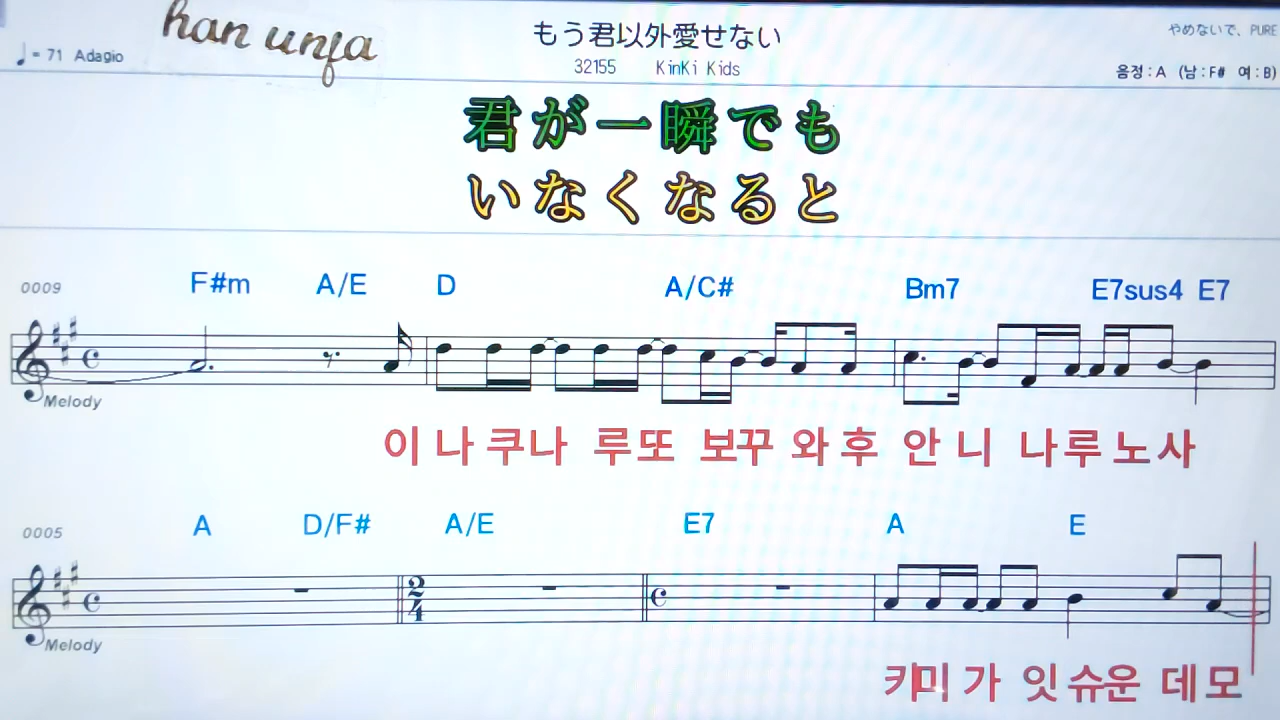 han unfa
もう君以外愛せない
やめないで、PURE
♩= 71 Adagio
32155 KinKi Kids
음정 : A (남 : F# 여 : B)
君が一瞬でも
いなくなると
0009 F#m A/E D A/C# Bm7 E7sus4 E7
Melody
이 나 쿠나 루또 보꾸 와 후 안 니 나루 노 사
0005 A D/F# A/E E7 A E
2
4
Melody
키미 가 잇 슈운 데 모